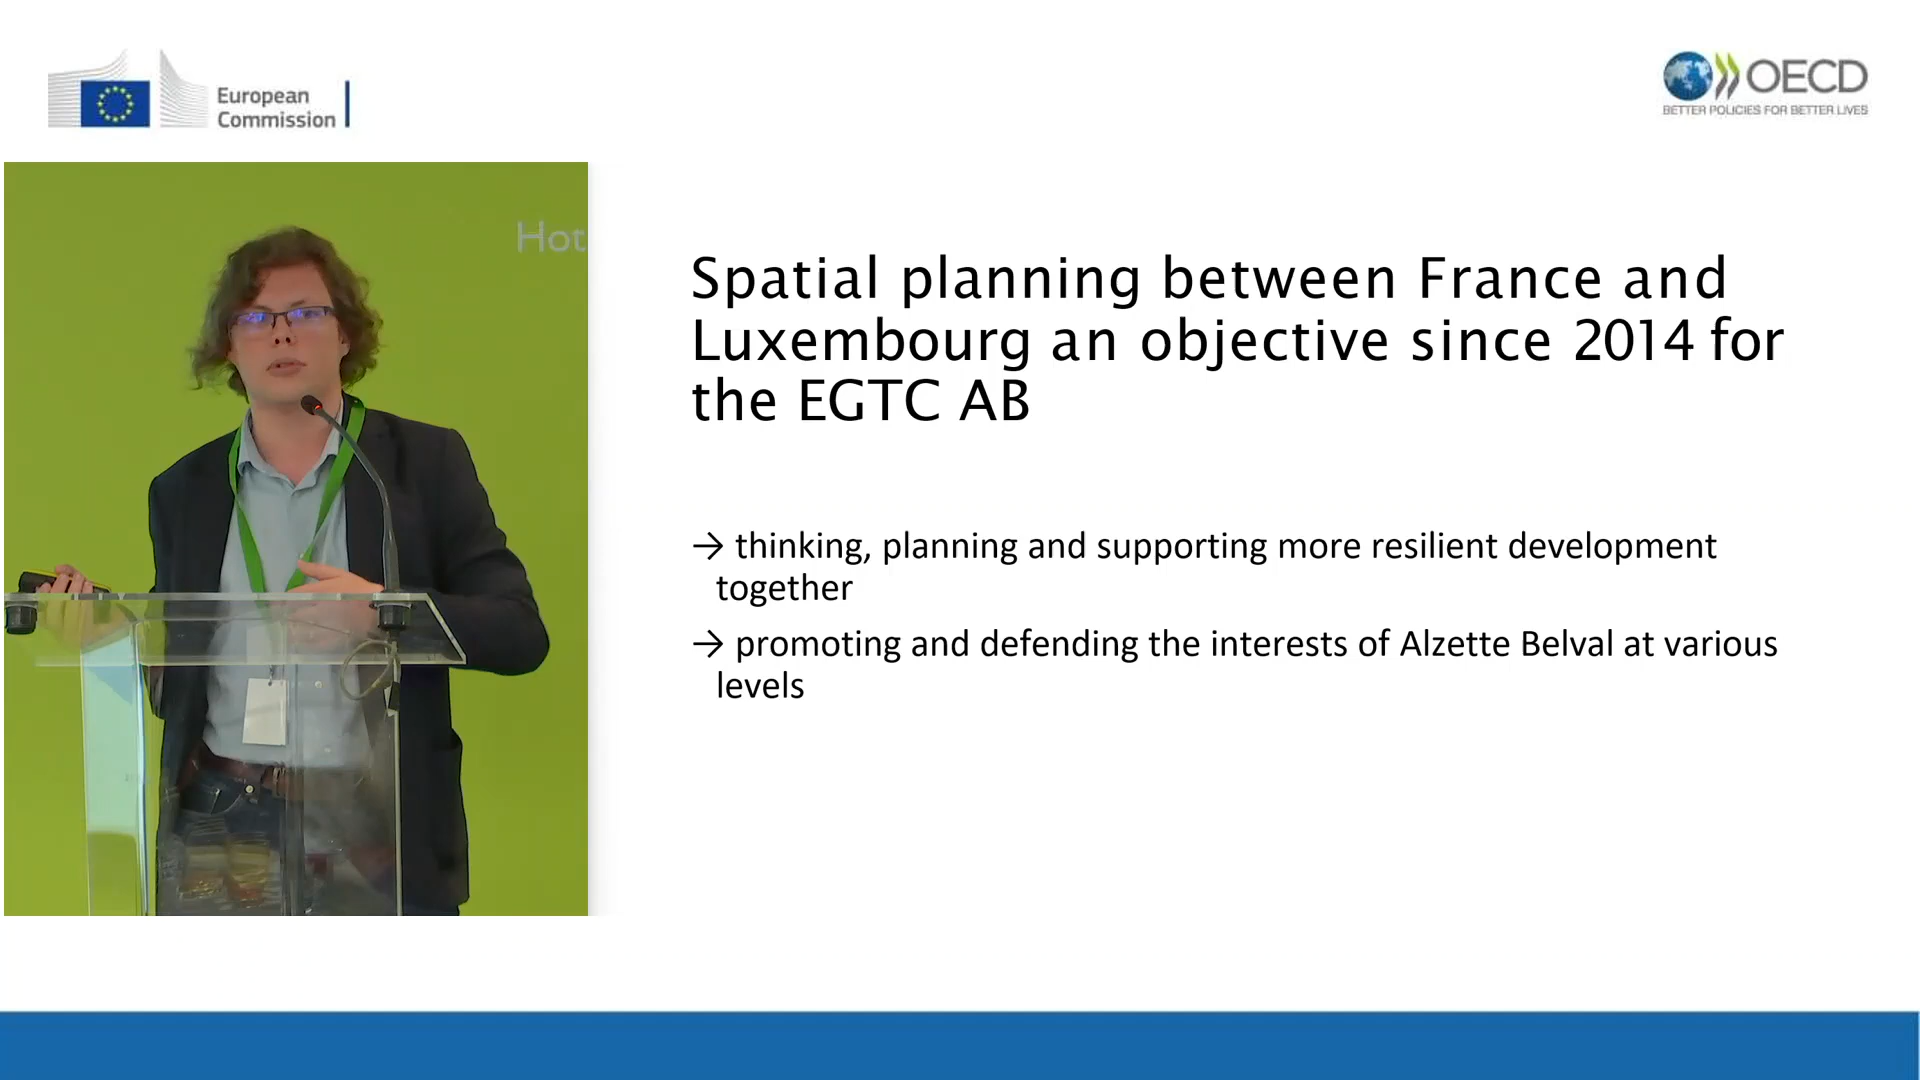 European
Commission
OECD
BETTER POLICIES FOR BETTER LIVES
Hot
Spatial planning between France and
Luxembourg an objective since 2014 for
the EGTC AB
→ thinking, planning and supporting more resilient development
together
→ promoting and defending the interests of Alzette Belval at various
levels